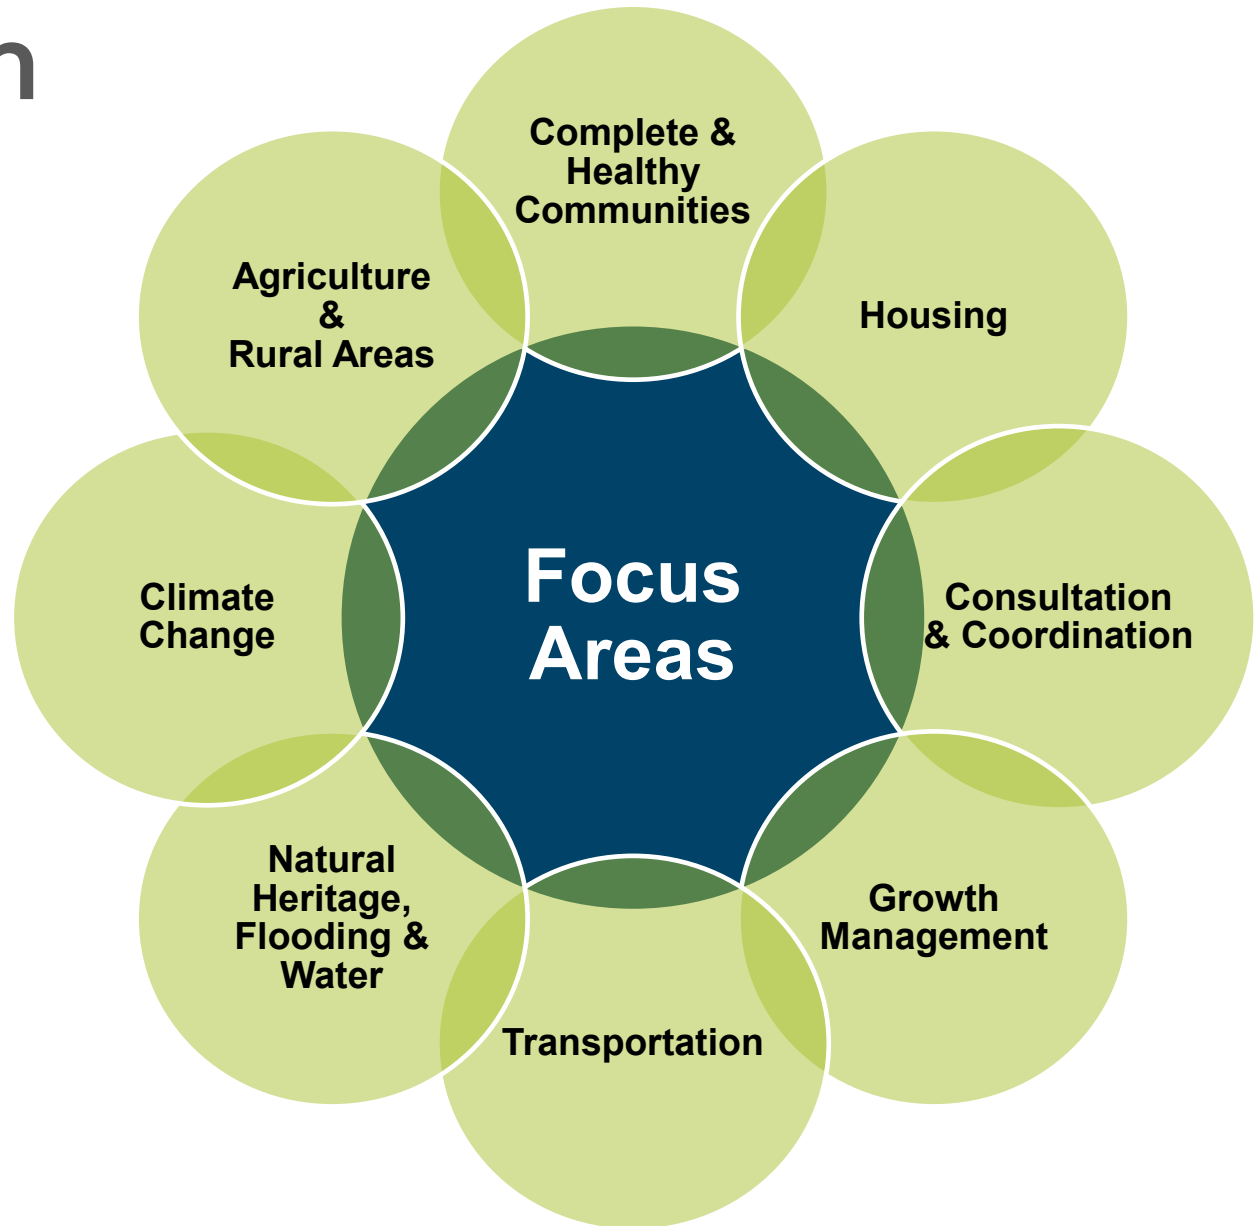 n
Complete &
Healthy
Communities
Agriculture
&
Rural Areas
Housing
Focus
Areas
Climate
Change
Consultation
& Coordination
Natural
Heritage,
Flooding &
Water
Growth
Management
Transportation